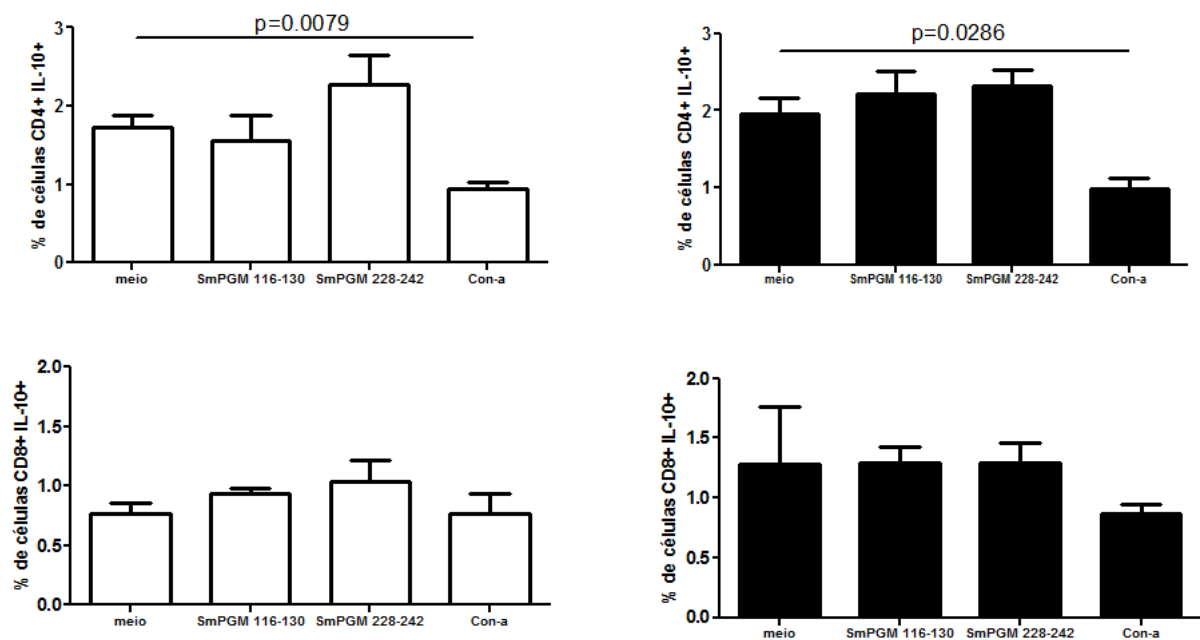 p=0.0079
% de células CD4+ IL-10+
3
2
1
0
meio SmPGM 116-130 SmPGM 228-242 Con-a
p=0.0286
% de células CD4+ IL-10+
3
2
1
0
meio SmPGM 116-130 SmPGM 228-242 Con-a
% de células CD8+ IL-10+
2.0
1.5
1.0
0.5
0.0
meio SmPGM 116-130 SmPGM 228-242 Con-a
% de células CD8+ IL-10+
2.0
1.5
1.0
0.5
0.0
meio SmPGM 116-130 SmPGM 228-242 Con-a